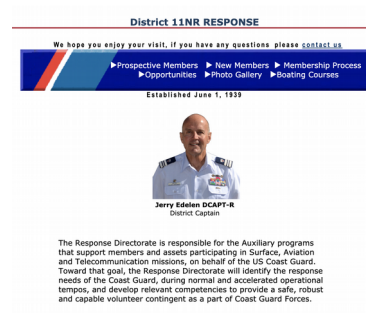 District 11NR RESPONSE
We hope you enjoy your visit, if you have any questions please contact us
▶Prospective Members ▶ New Members ▶ Membership Process
▶Opportunities ▶Photo Gallery ▶Boating Courses
Established June 1, 1939
Jerry Edelen DCAPT-R
District Captain
The Response Directorate is responsible for the Auxiliary programs
that support members and assets participating in Surface, Aviation
and Telecommunication missions, on behalf of the US Coast Guard.
Toward that goal, the Response Directorate will identify the response
needs of the Coast Guard, during normal and accelerated operational
tempos, and develop relevant competencies to provide a safe, robust
and capable volunteer contingent as a part of Coast Guard Forces.